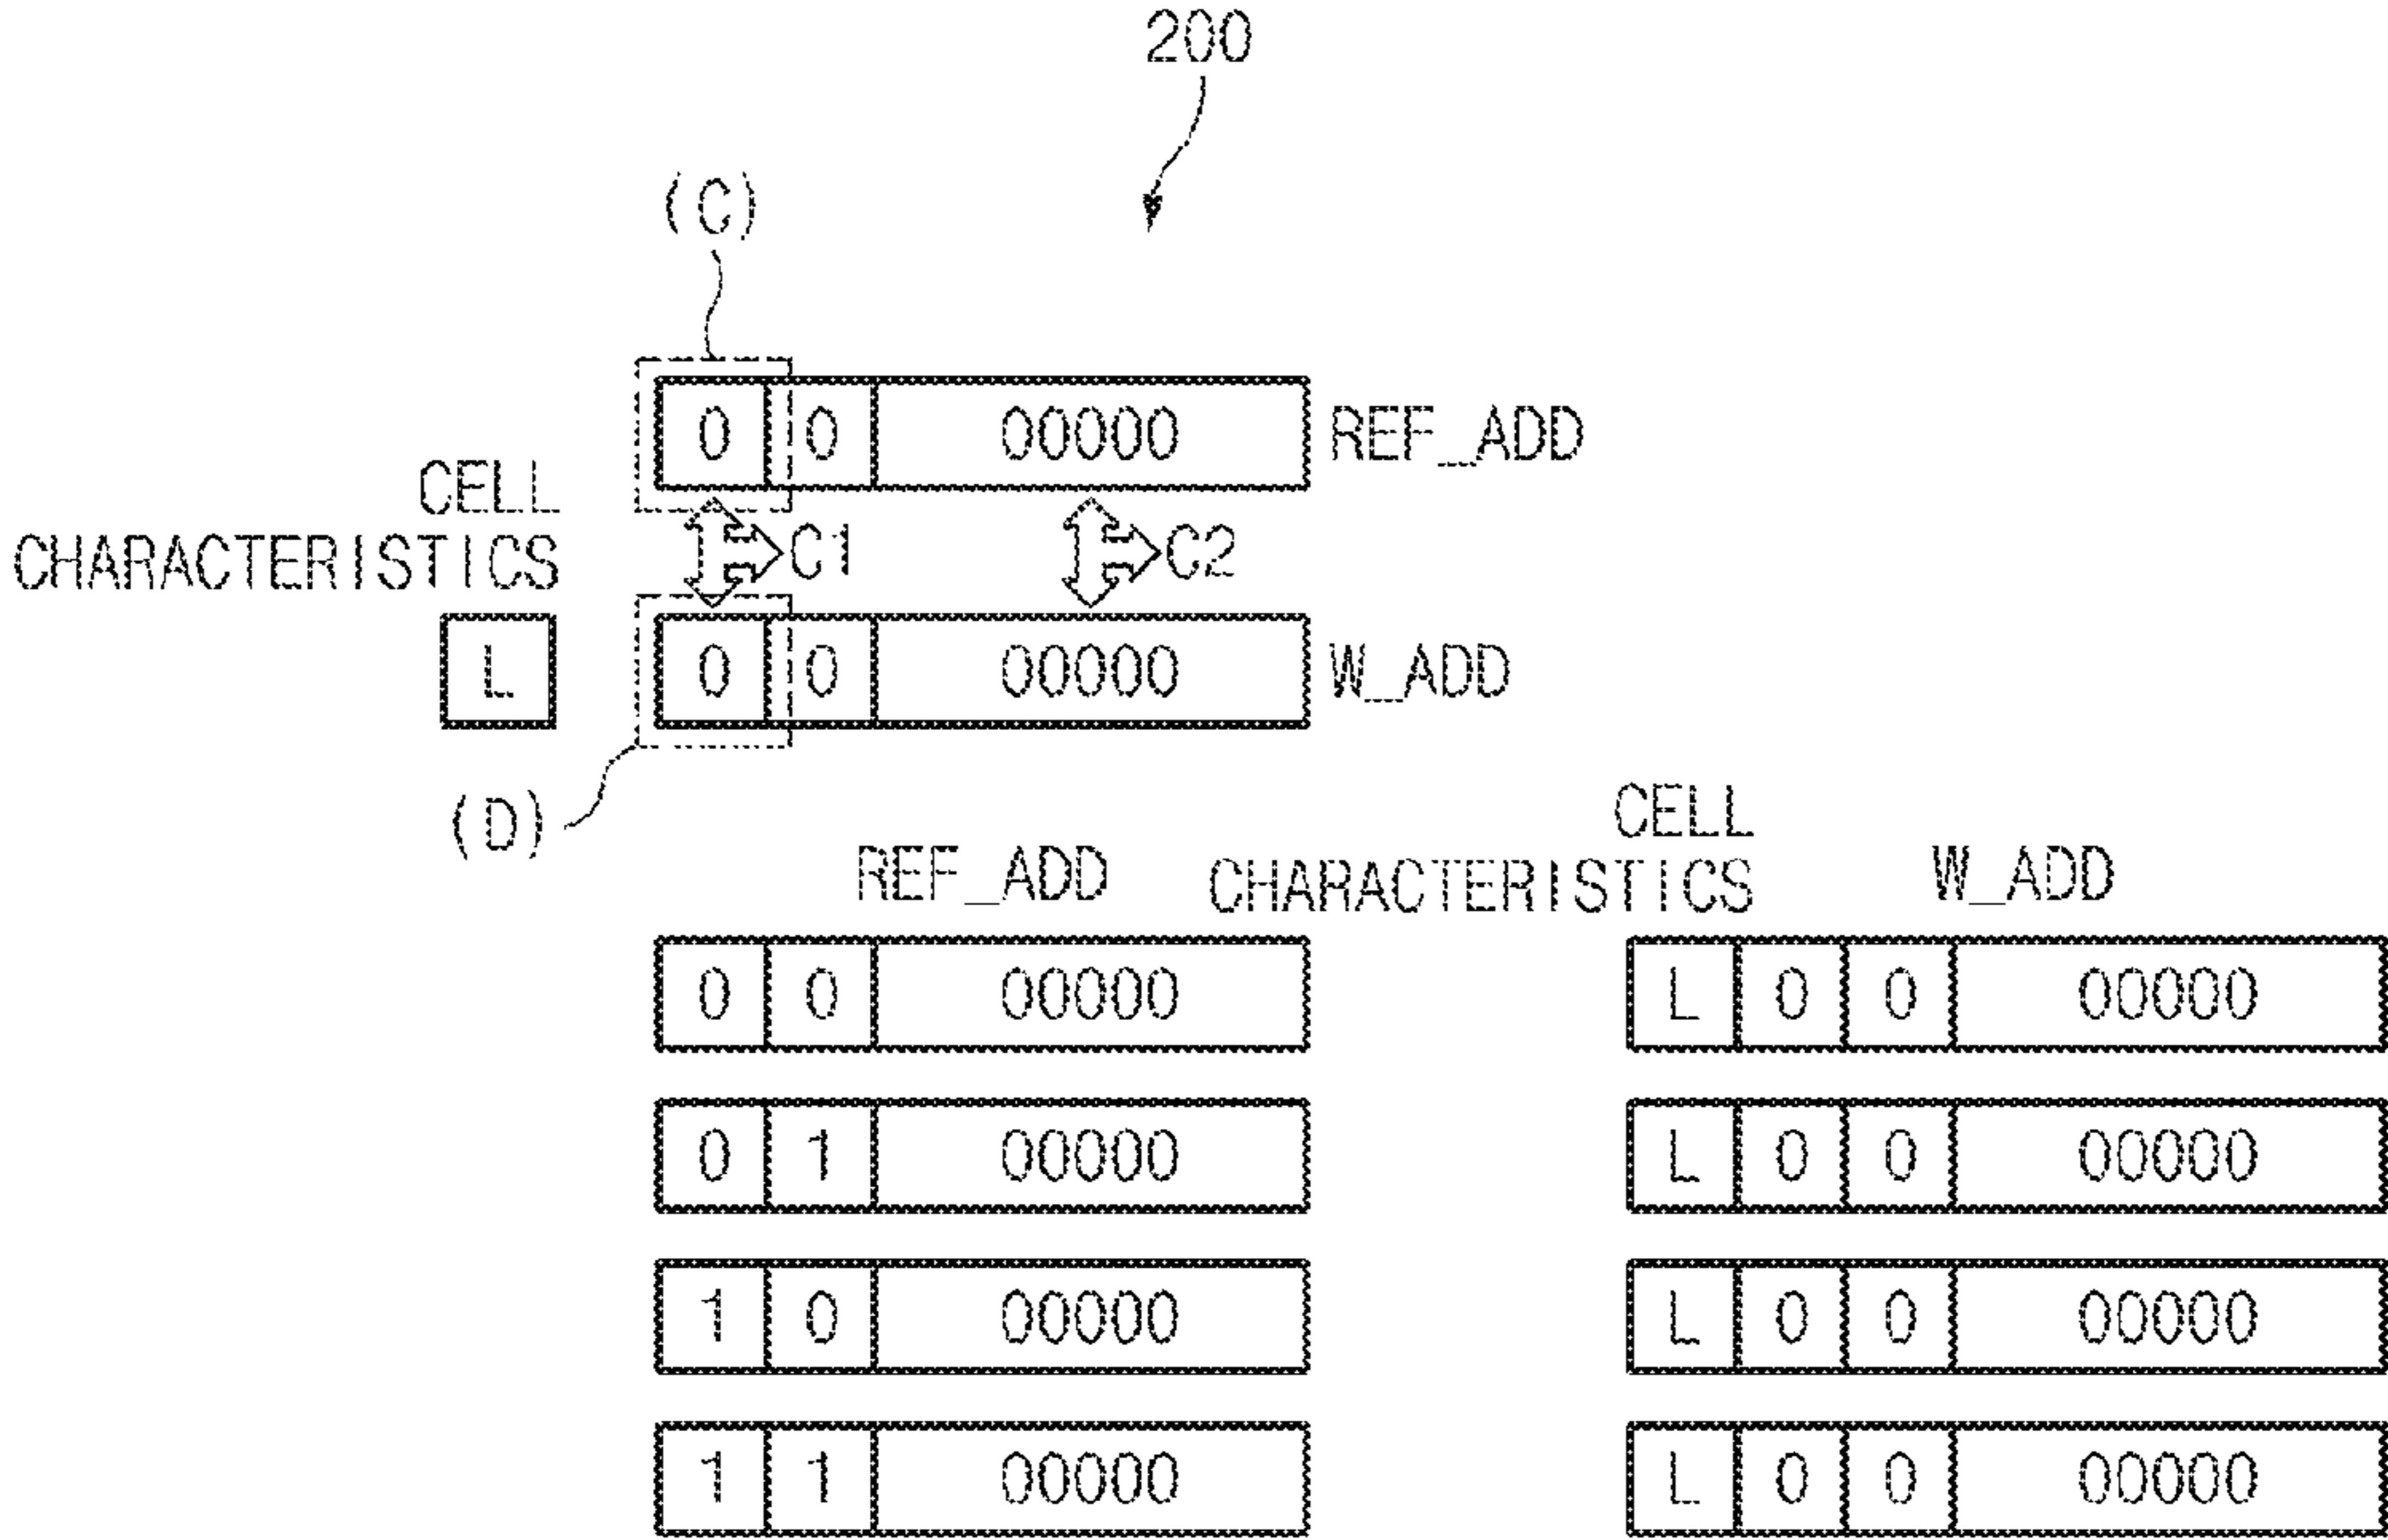 200
(C)
0 0 00000 REF_ADD
CELL
CHARACTERISTICS
C1 C2
L 0 0 00000 W_ADD
(D)
REF_ADD
CELL
CHARACTERISTICS
W_ADD
0 0 00000 L 0 0 00000
0 1 00000 L 0 0 00000
1 0 00000 L 0 0 00000
1 1 00000 L 0 0 00000